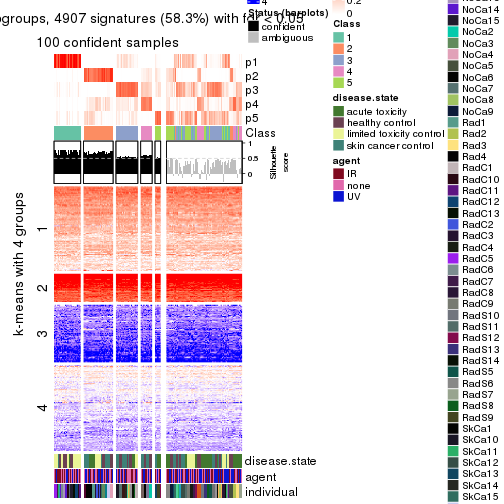 ogroups, 4907 signatures (58.3%) with fdr < 0.05
100 confident samples
p1
p2
p3
p4
p5
Class
1
0.5
0
Silhouette
score
k-means with 4 groups
1
2
3
4
disease.state
agent
individual
4
Status (barplots)
confident
ambiguous
0.2
0
Class
1
2
3
4
5
disease.state
acute toxicity
healthy control
limited toxicity control
skin cancer control
agent
IR
none
UV
NoCa14
NoCa15
NoCa2
NoCa3
NoCa4
NoCa5
NoCa6
NoCa7
NoCa8
NoCa9
Rad1
Rad2
Rad3
Rad4
RadC1
RadC10
RadC11
RadC12
RadC13
RadC2
RadC3
RadC4
RadC5
RadC6
RadC7
RadC8
RadC9
RadS10
RadS11
RadS12
RadS13
RadS14
RadS5
RadS6
RadS7
RadS8
RadS9
SkCa1
SkCa10
SkCa11
SkCa12
SkCa13
SkCa14
SkCa15